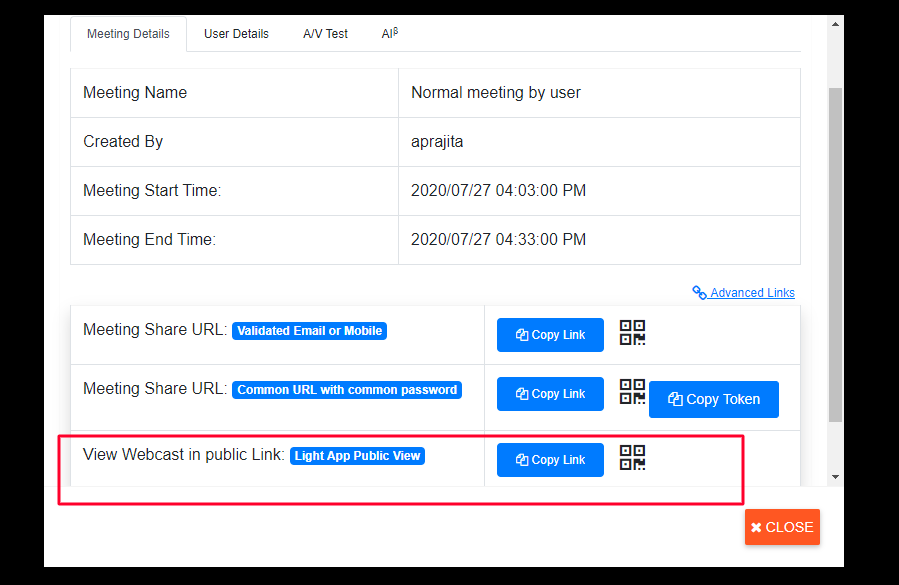 Meeting Details User Details A/V Test AIᵝ
Meeting Name Normal meeting by user
Created By aprajita
Meeting Start Time: 2020/07/27 04:03:00 PM
Meeting End Time: 2020/07/27 04:33:00 PM
Advanced Links
Meeting Share URL: Validated Email or Mobile Copy Link
Meeting Share URL: Common URL with common password Copy Link Copy Token
View Webcast in public Link: Light App Public View Copy Link
CLOSE